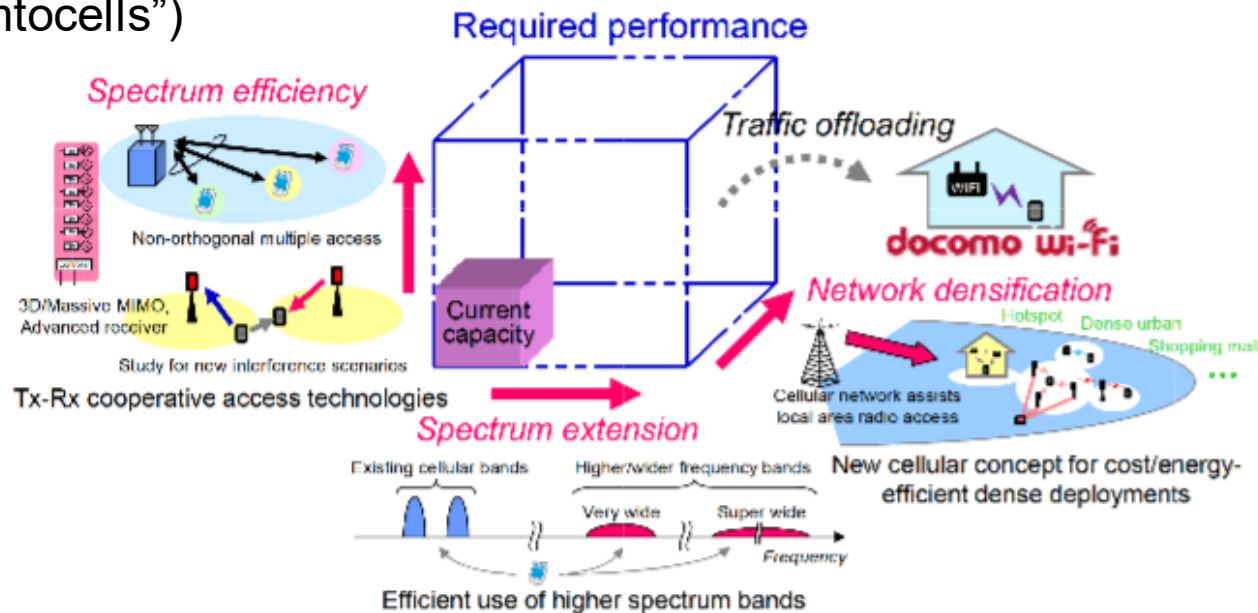 ntocells”)
Required performance
Spectrum efficiency
Non-orthogonal multiple access
3D/Massive MIMO,
Advanced receiver
Study for new interference scenarios
Tx-Rx cooperative access technologies
Current
capacity
Traffic offloading
WIFI
docomo wi-Fi
Network densification
Hotspot
Dense urban
Shopping mall
...
Cellular network assists
local area radio access
New cellular concept for cost/energy-
efficient dense deployments
Spectrum extension
Existing cellular bands
Higher/wider frequency bands
Very wide
Super wide
Frequency
Efficient use of higher spectrum bands